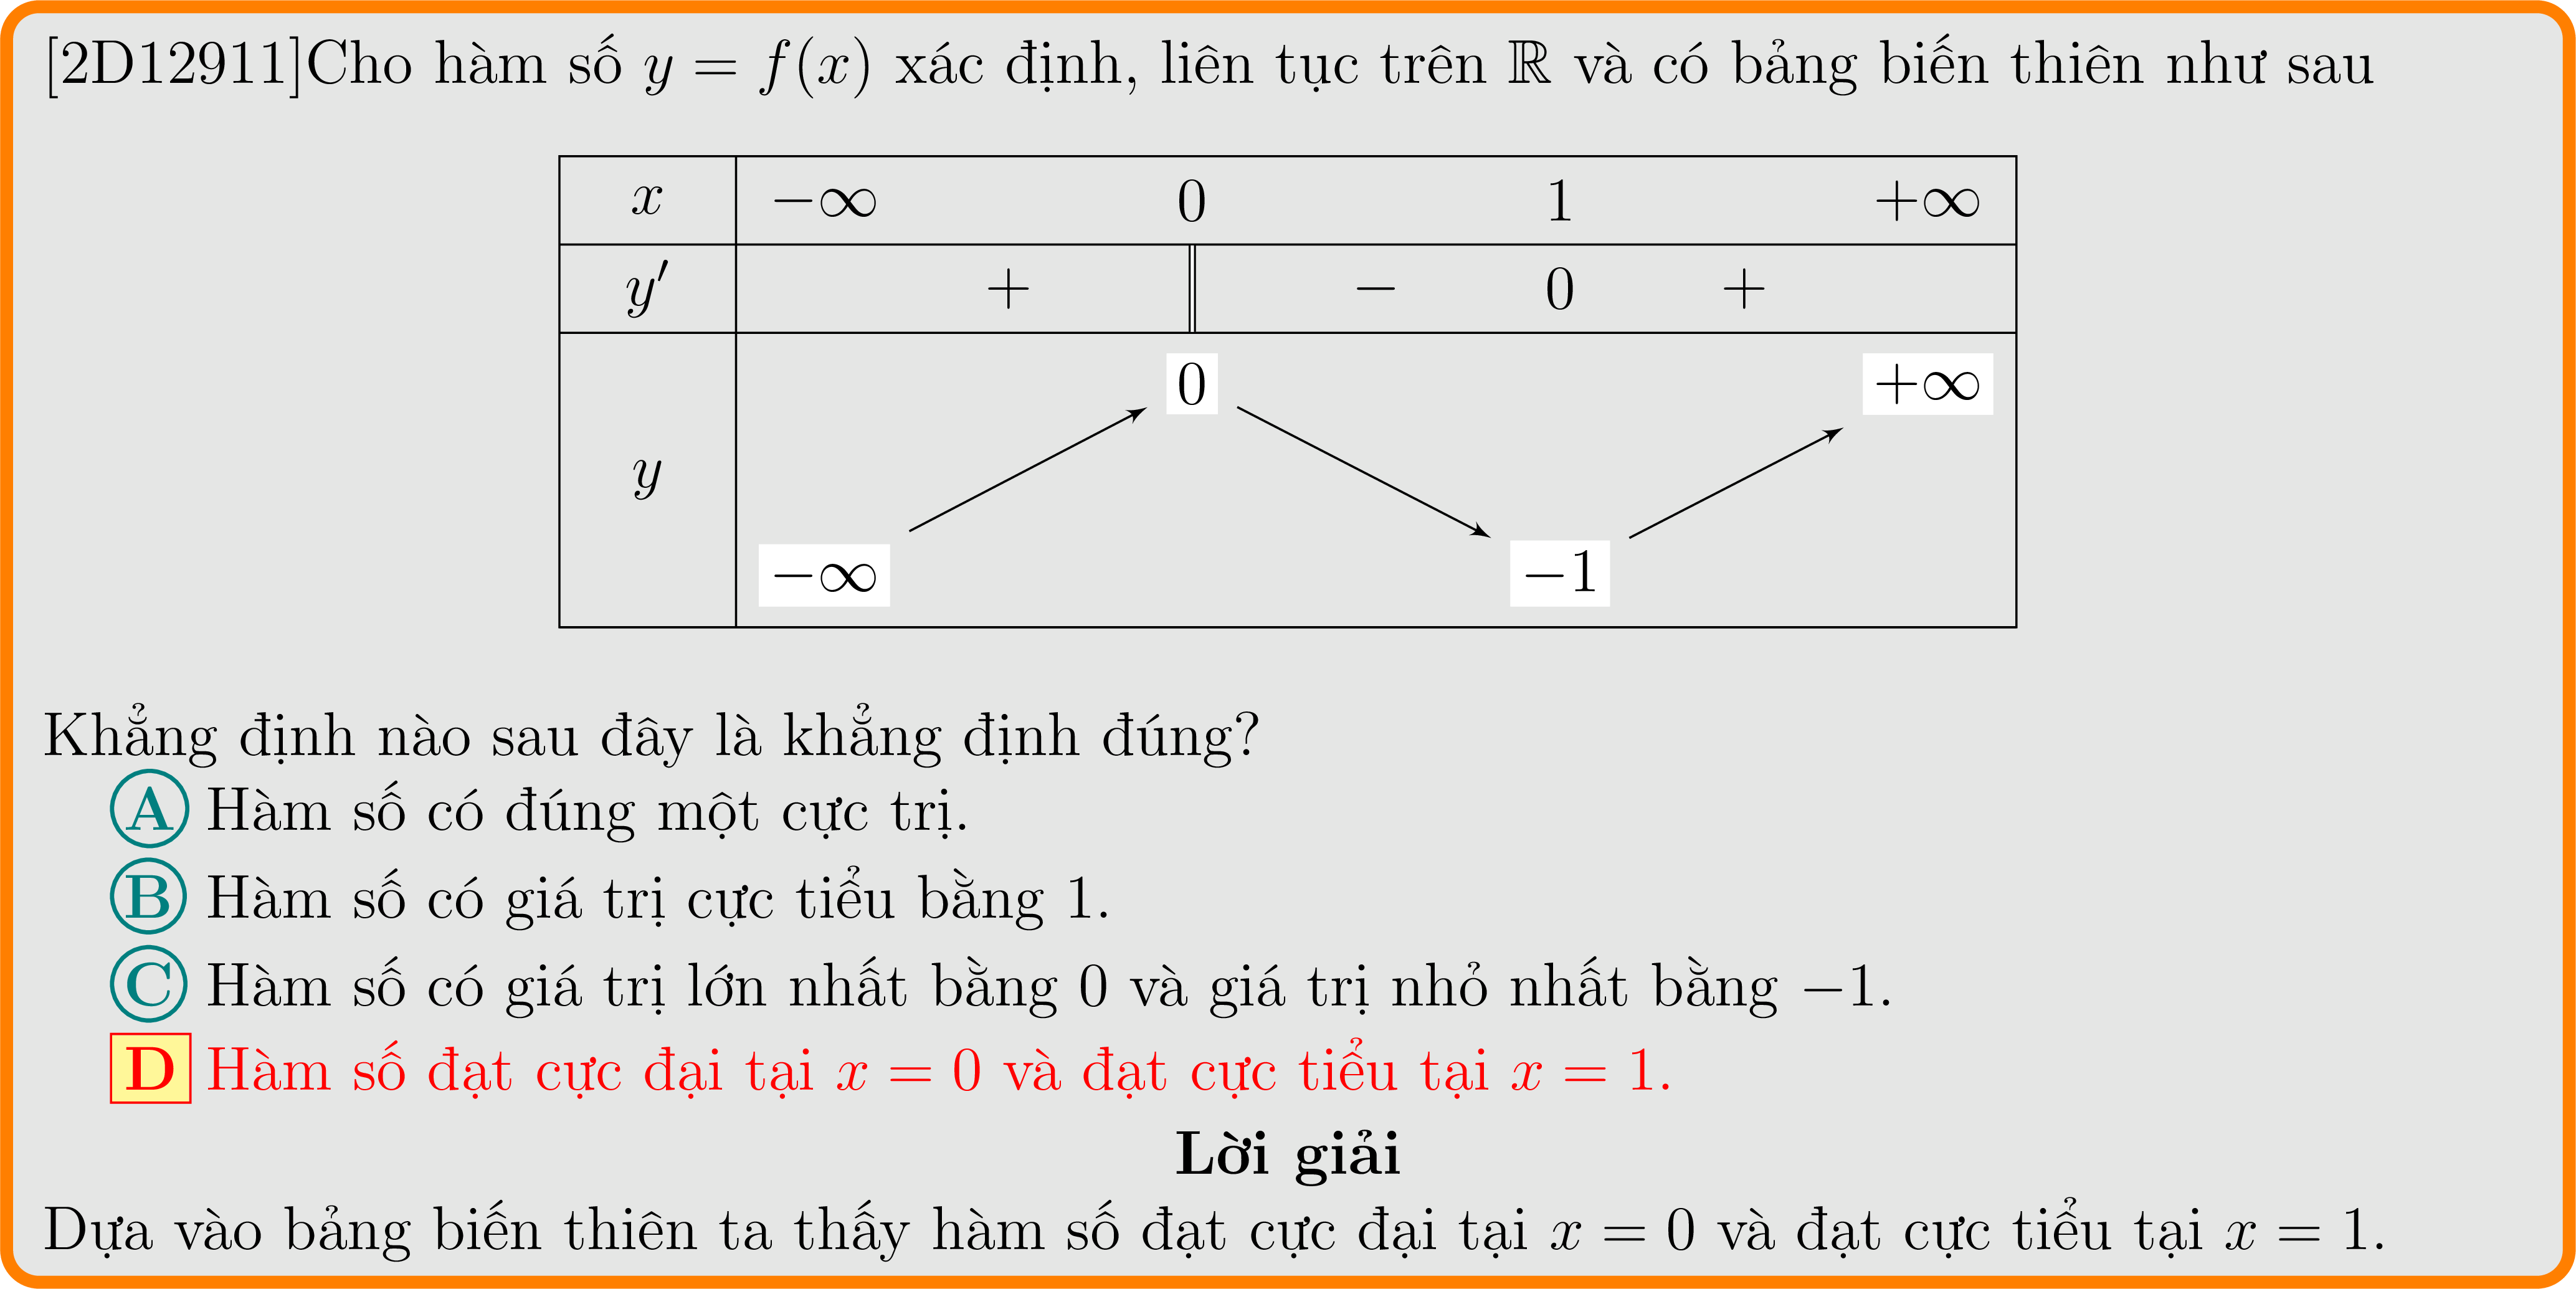 [2D12911]Cho hàm số y = f(x) xác định, liên tục trên ℝ và có bảng biến thiên như sau
x −∞ 0 1 +∞
y′ + − 0 +
0 +∞
y
−∞ −1
Khẳng định nào sau đây là khẳng định đúng?
A Hàm số có đúng một cực trị.
B Hàm số có giá trị cực tiểu bằng 1.
C Hàm số có giá trị lớn nhất bằng 0 và giá trị nhỏ nhất bằng −1.
D Hàm số đạt cực đại tại x = 0 và đạt cực tiểu tại x = 1.
Lời giải
Dựa vào bảng biến thiên ta thấy hàm số đạt cực đại tại x = 0 và đạt cực tiểu tại x = 1.